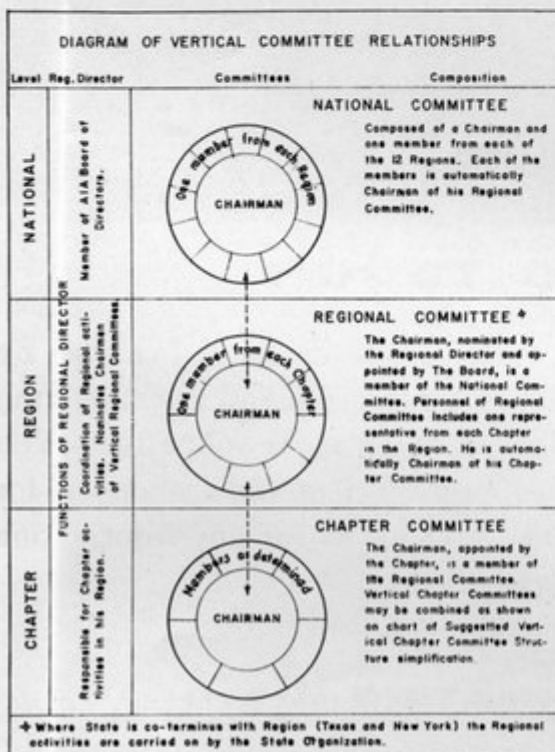 DIAGRAM OF VERTICAL COMMITTEE RELATIONSHIPS
Level Reg. Director Committees Composition
NATIONAL
FUNCTIONS OF REGIONAL DIRECTOR
Member of AIA Board of
Directors.
One member from each Region
CHAIRMAN
NATIONAL COMMITTEE
Composed of a Chairman and
one member from each of
the 12 Regions. Each of the
members is automatically
Chairman of his Regional
Committee.
REGION
Coordination of Regional acti-
vities. Nominates Chairman
of Vertical Regional Committees.
One member from each Chapter
CHAIRMAN
REGIONAL COMMITTEE *
The Chairman, nominated by
the Regional Director and ap-
pointed by The Board, is a
member of the National Com-
mittee. Personnel of Regional
Committee includes one repre-
sentative from each Chapter
in the Region. He is automa-
tically Chairman of his Chap-
ter Committee.
CHAPTER
Responsible for Chapter ac-
tivities in his Region.
Members as determined
CHAIRMAN
CHAPTER COMMITTEE
The Chairman, appointed by
the Chapter, is a member of
the Regional Committee.
Vertical Chapter Committees
may be combined as shown
on chart of Suggested Vert-
ical Chapter Committee Struc-
ture simplification.
* Where State is co-terminus with Region (Texas and New York) the Regional
activities are carried on by the State Organization.